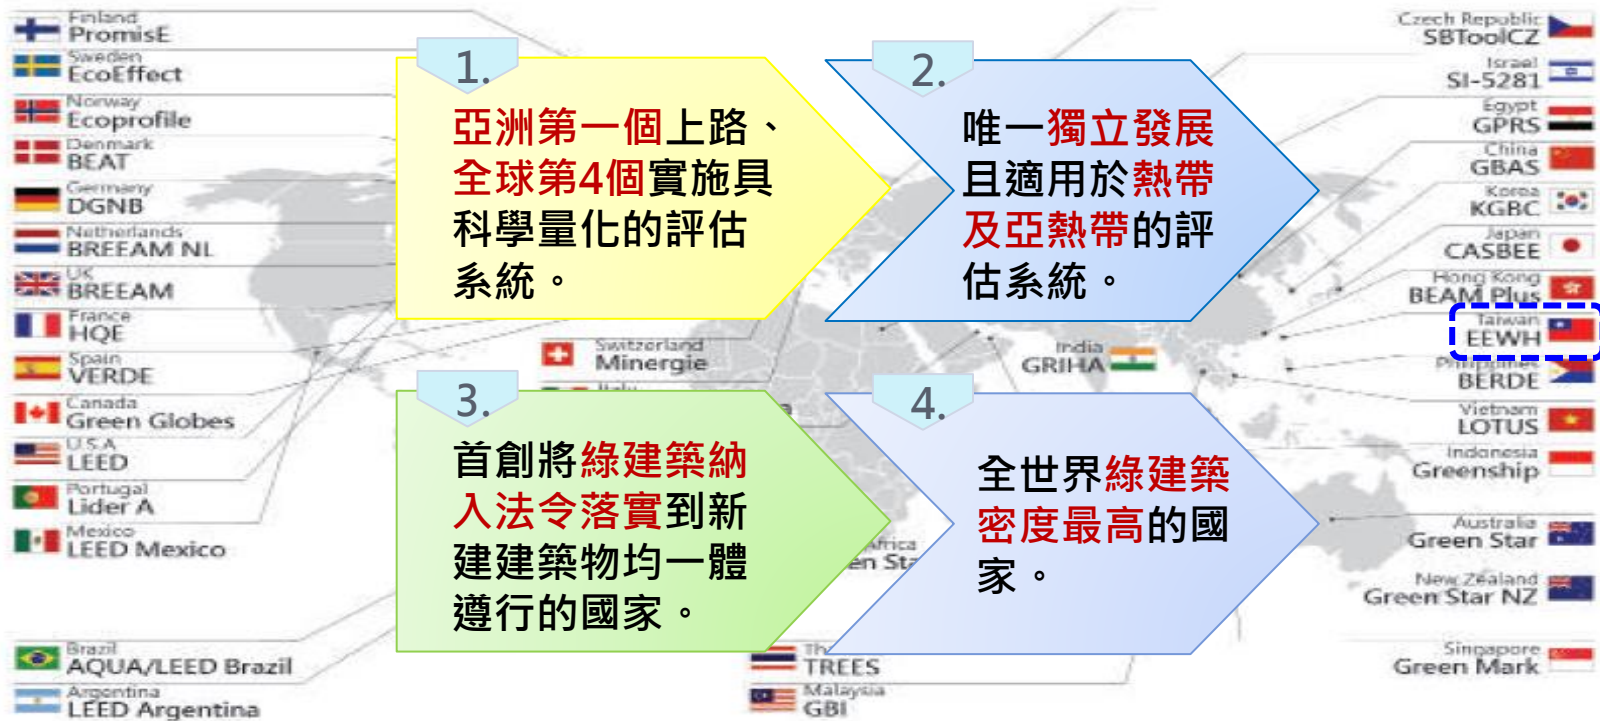 Finland
PromisE
Sweden
EcoEffect
Norway
Ecoprofile
Denmark
BEAT
Germany
DGNB
Netherlands
BREEAM NL
UK
BREEAM
France
HQE
Spain
VERDE
Canada
Green Globes
U.S.A
LEED
Portugal
Lider A
Mexico
LEED Mexico
Brazil
AQUA/LEED Brazil
Argentina
LEED Argentina
1.
亞洲第一個上路、
全球第4個實施具
科學量化的評估
系統。
2.
唯一獨立發展
且適用於熱帶
及亞熱帶的評
估系統。
Switzerland
Minergie
Italy
India
GRIHA
3.
首創將綠建築納
入法令落實到新
建建築物均一體
遵行的國家。
4.
全世界綠建築
密度最高的國
家。
Africa
TREES
Malaysia
GBI
Czech Republic
SBToolCZ
Israel
SI-5281
Egypt
GPRS
China
GBAS
Korea
KGBC
Japan
CASBEE
Hong Kong
BEAM Plus
Taiwan
EEWH
Philippines
BERDE
Vietnam
LOTUS
Indonesia
Greenship
Australia
Green Star
New Zealand
Green Star NZ
Singapore
Green Mark